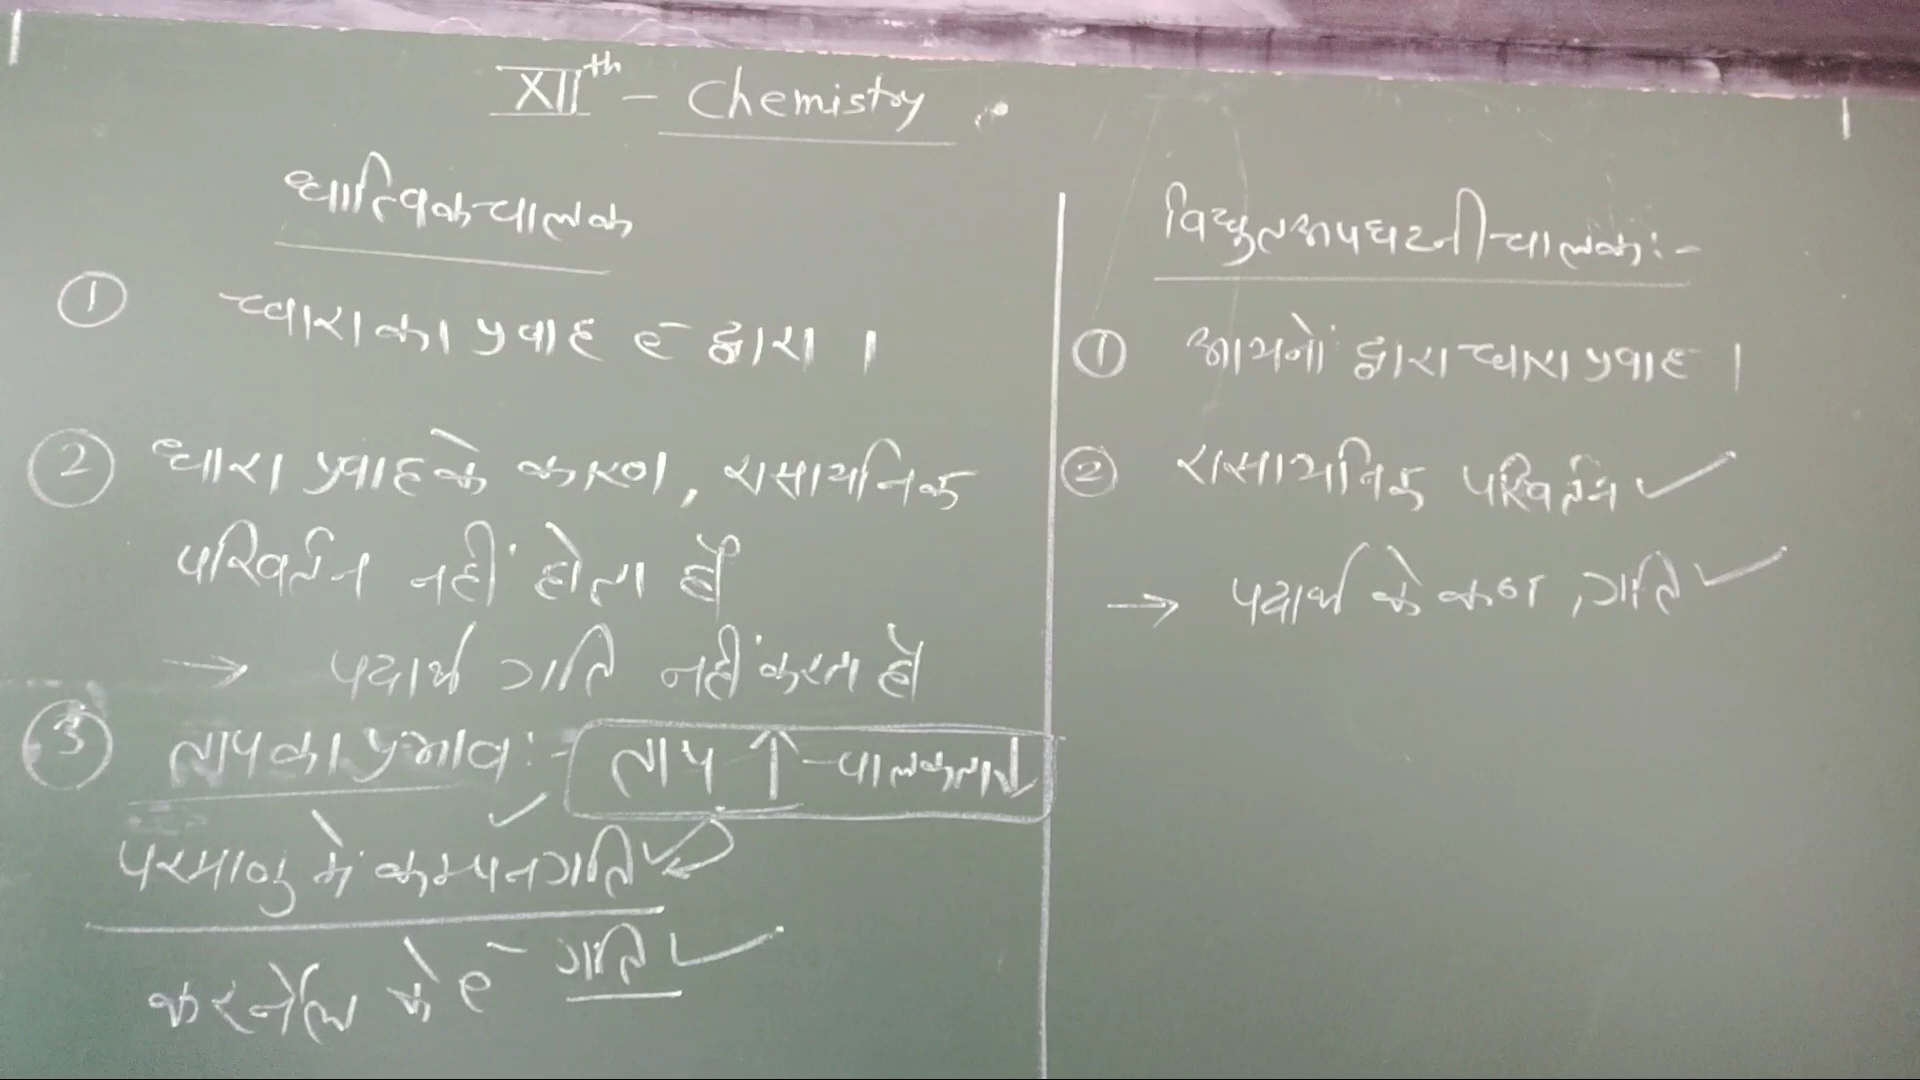 XIIth - Chemistry
धात्विक चालक
① धारा का प्रवाह e⁻ द्वारा ।
② धारा प्रवाह के कारण, रासायनिक
परिवर्तन नहीं होता है
→ पदार्थ गति नहीं करता है
③ ताप का प्रभाव :- ताप ↑ चालकता
परमाणु में कम्पन गति ✓
करनैल के e⁻ गति ✓
विद्युत अपघटनी चालक :-
① आयनों द्वारा धारा प्रवाह ।
② रासायनिक परिवर्तन ✓
→ पदार्थ के कण, गति ✓